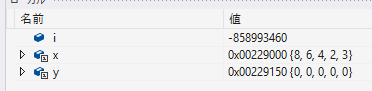 名前 値
i -858993460
x 0x00229000 {8, 6, 4, 2, 3}
y 0x00229150 {0, 0, 0, 0, 0}